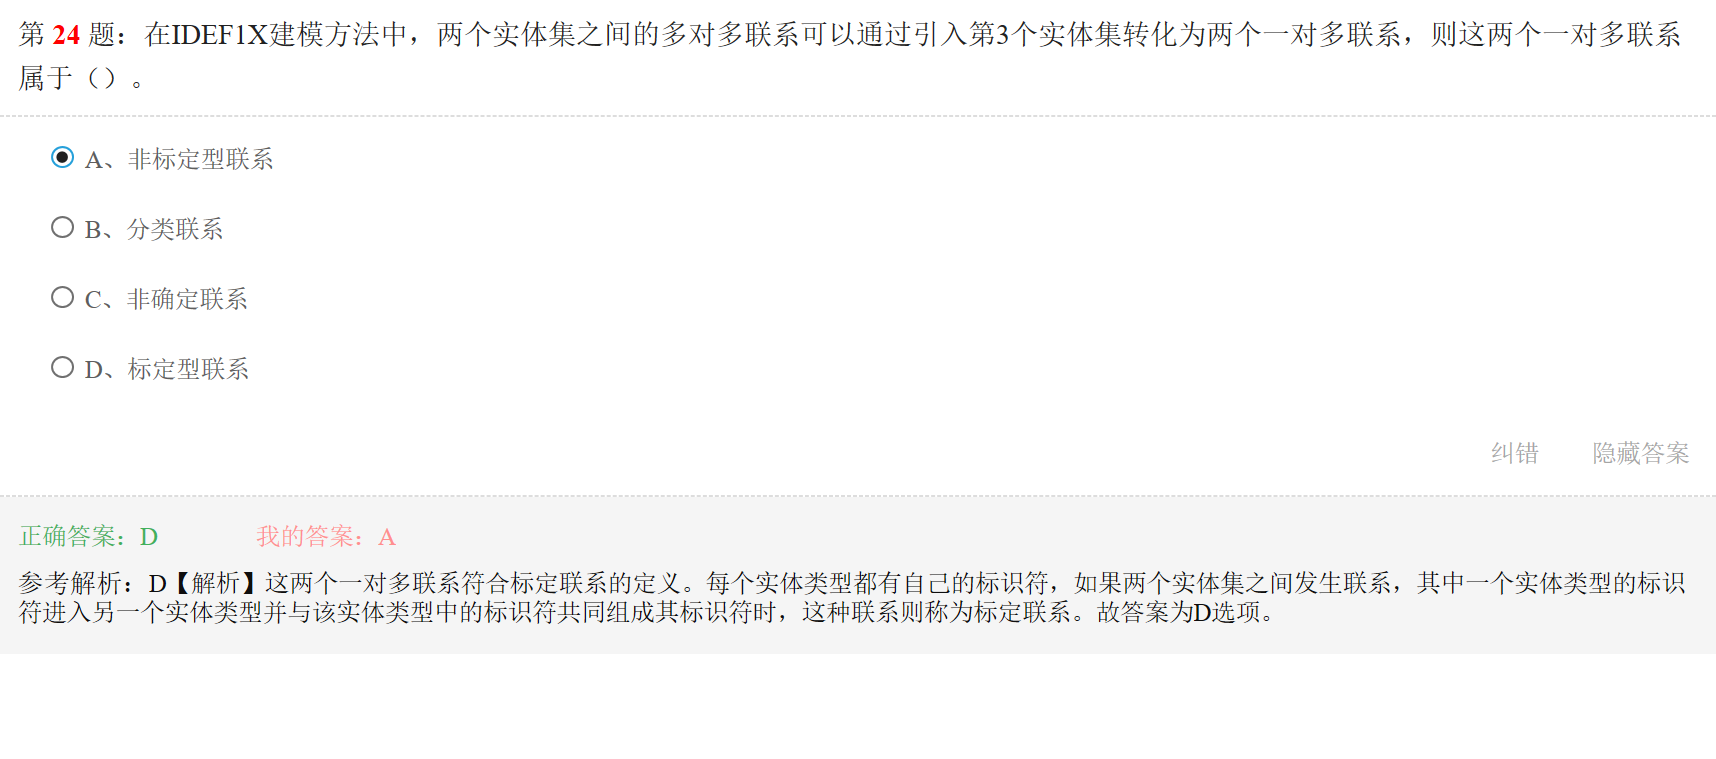 第 24 题：在IDEF1X建模方法中，两个实体集之间的多对多联系可以通过引入第3个实体集转化为两个一对多联系，则这两个一对多联系
属于（）。
A、非标定型联系
B、分类联系
C、非确定联系
D、标定型联系
纠错 隐藏答案
正确答案：D 我的答案：A
参考解析：D【解析】这两个一对多联系符合标定联系的定义。每个实体类型都有自己的标识符，如果两个实体集之间发生联系，其中一个实体类型的标识
符进入另一个实体类型并与该实体类型中的标识符共同组成其标识符时，这种联系则称为标定联系。故答案为D选项。